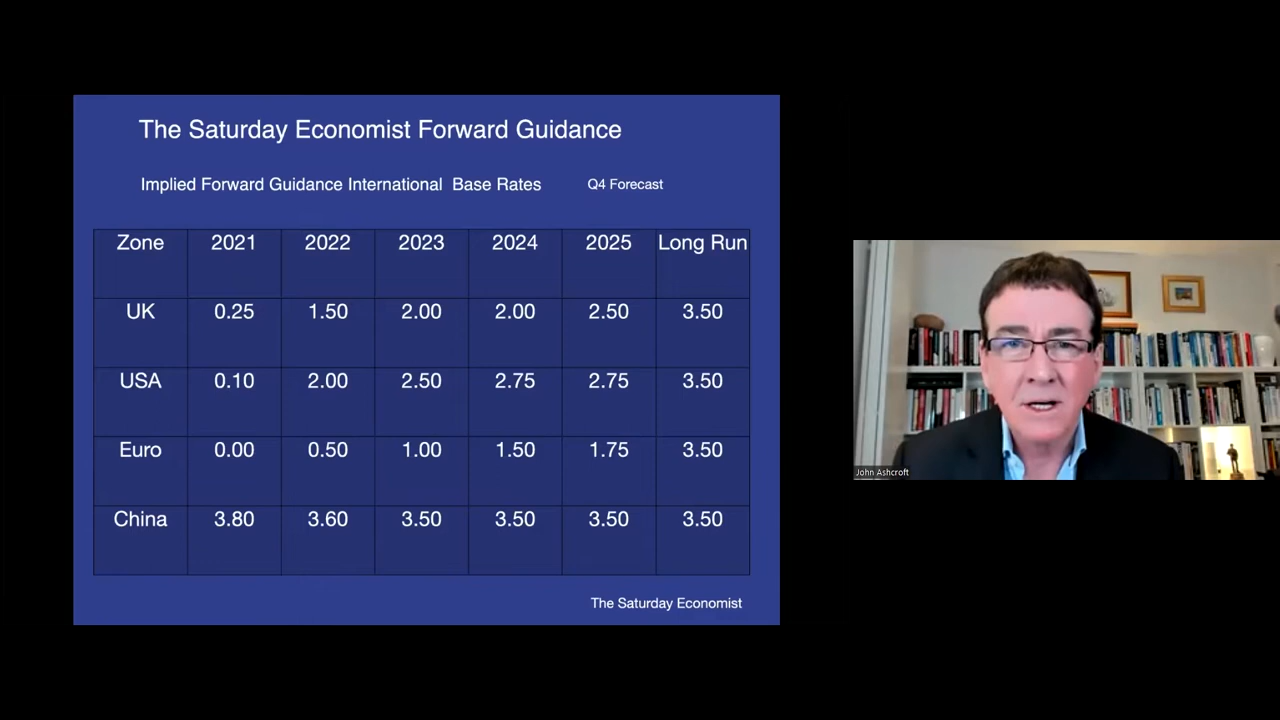 The Saturday Economist Forward Guidance
Implied Forward Guidance International Base Rates Q4 Forecast
Zone 2021 2022 2023 2024 2025 Long Run
UK 0.25 1.50 2.00 2.00 2.50 3.50
USA 0.10 2.00 2.50 2.75 2.75 3.50
Euro 0.00 0.50 1.00 1.50 1.75 3.50
China 3.80 3.60 3.50 3.50 3.50 3.50
The Saturday Economist
John Ashcroft